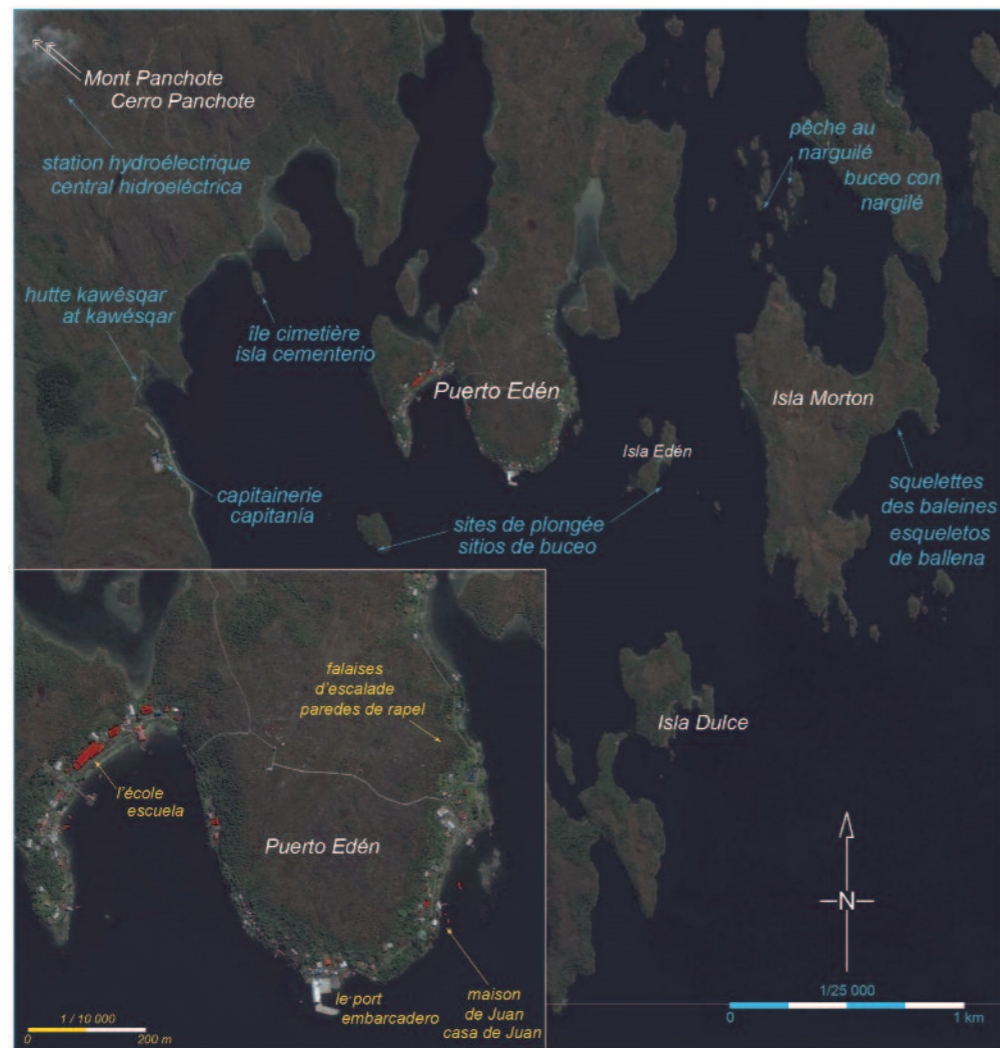 Mont Panchote
Cerro Panchote
station hydroélectrique
central hidroeléctrica
pêche au
narguilé
buceo con
nargilé
hutte kawésqar
at kawésqar
île cimetière
isla cementerio
Puerto Edén
Isla Morton
Isla Edén
capitainerie
capitanía
sites de plongée
sitios de buceo
squelettes
des baleines
esqueletos
de ballena
falaises
d'escalade
paredes de rapel
Isla Dulce
l'école
escuela
Puerto Edén
N
le port
embarcadero
maison
de Juan
casa de Juan
1 / 10 000
0 200 m
1/25 000
0 1 km